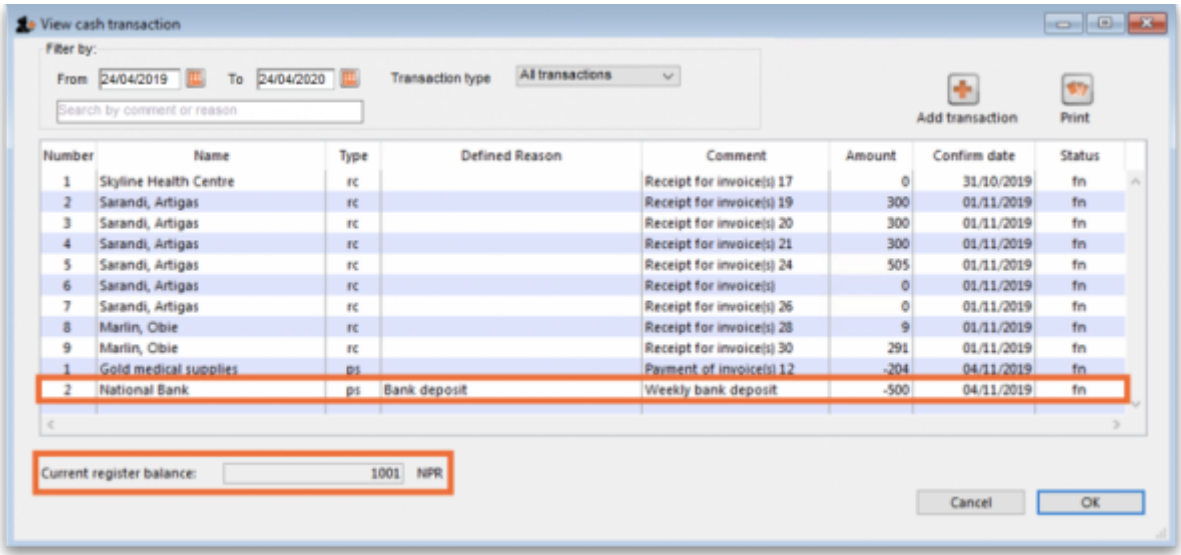 View cash transaction
Filter by:
From 24/04/2019 To 24/04/2020 Transaction type All transactions
Search by comment or reason
Add transaction Print
Number Name Type Defined Reason Comment Amount Confirm date Status
1 Skyline Health Centre rc Receipt for invoice(s) 17 0 31/10/2019 fn
2 Sarandi, Artigas rc Receipt for invoice(s) 19 300 01/11/2019 fn
3 Sarandi, Artigas rc Receipt for invoice(s) 20 300 01/11/2019 fn
4 Sarandi, Artigas rc Receipt for invoice(s) 21 300 01/11/2019 fn
5 Sarandi, Artigas rc Receipt for invoice(s) 24 505 01/11/2019 fn
6 Sarandi, Artigas rc Receipt for invoice(s) 0 01/11/2019 fn
7 Sarandi, Artigas rc Receipt for invoice(s) 26 0 01/11/2019 fn
8 Marlin, Obie rc Receipt for invoice(s) 28 9 01/11/2019 fn
9 Marlin, Obie rc Receipt for invoice(s) 30 291 01/11/2019 fn
1 Gold medical supplies ps Payment of invoice(s) 12 -204 04/11/2019 fn
2 National Bank ps Bank deposit Weekly bank deposit -500 04/11/2019 fn
Current register balance: 1001 NPR
Cancel OK